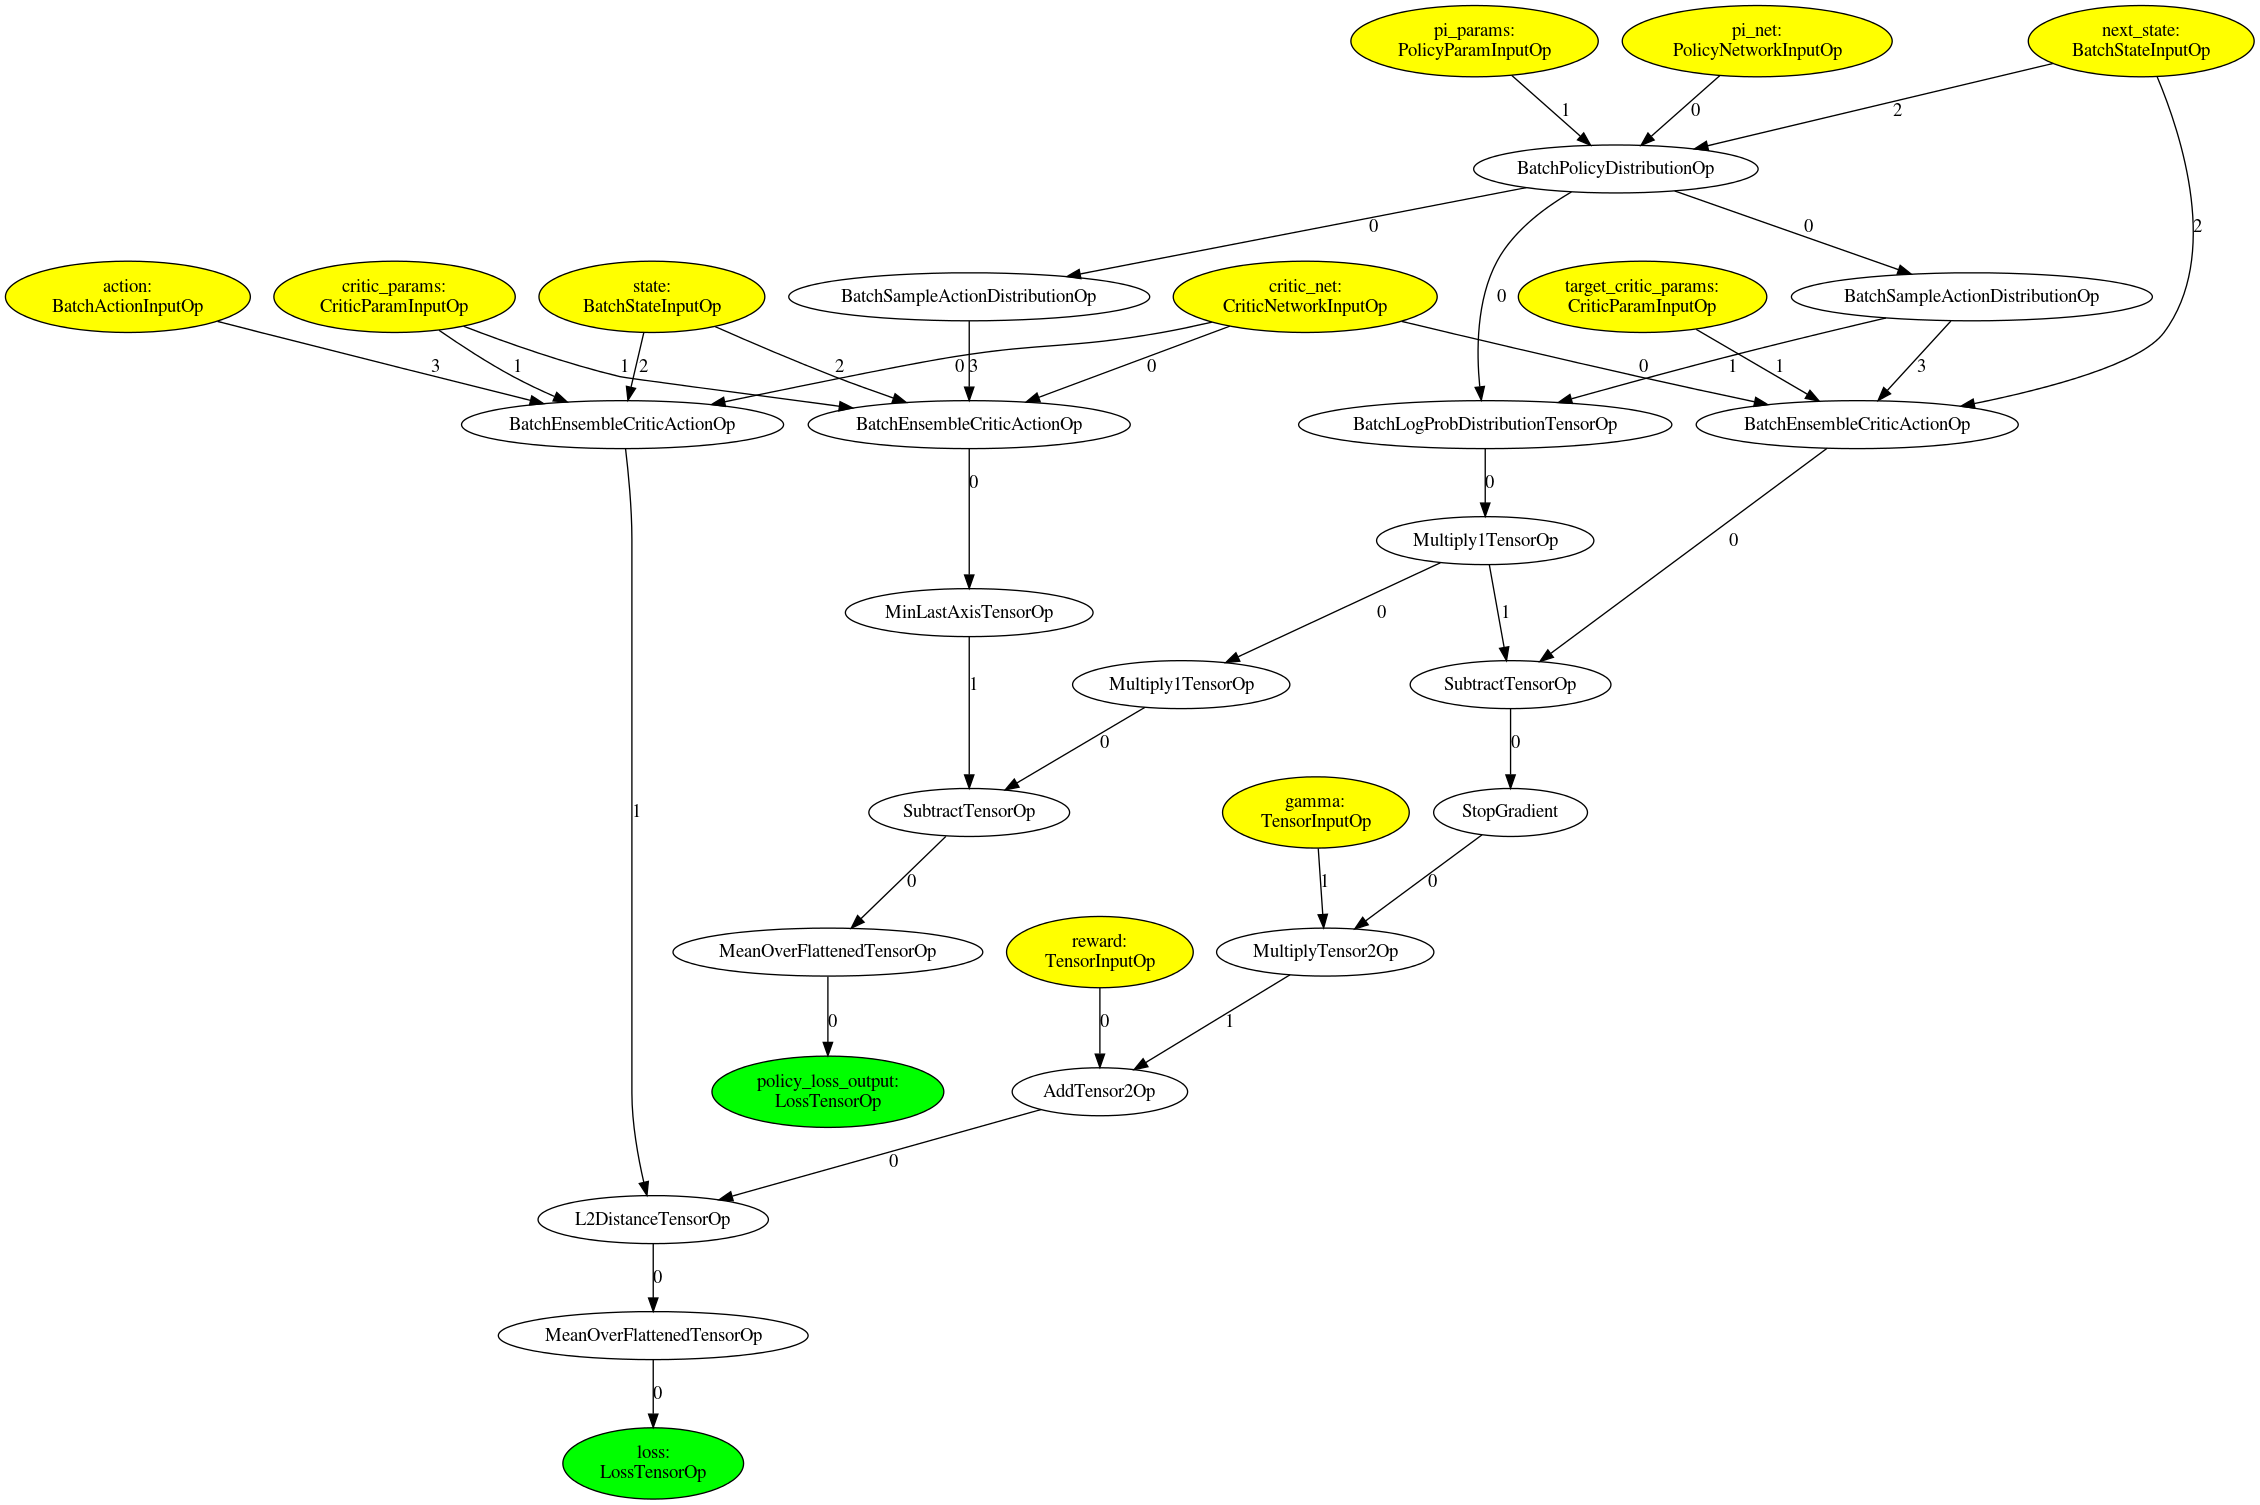 pi_params:
PolicyParamInputOp
pi_net:
PolicyNetworkInputOp
next_state:
BatchStateInputOp
1
0
2
BatchPolicyDistributionOp
0
0
2
action:
BatchActionInputOp
critic_params:
CriticParamInputOp
state:
BatchStateInputOp
BatchSampleActionDistributionOp
critic_net:
CriticNetworkInputOp
0
target_critic_params:
CriticParamInputOp
BatchSampleActionDistributionOp
3
1
1
2
2
0
3
0
0
1
1
3
BatchEnsembleCriticActionOp
BatchEnsembleCriticActionOp
BatchLogProbDistributionTensorOp
BatchEnsembleCriticActionOp
0
0
Multiply1TensorOp
0
MinLastAxisTensorOp
0
1
1
Multiply1TensorOp
SubtractTensorOp
0
0
1
SubtractTensorOp
gamma:
TensorInputOp
StopGradient
0
1
0
MeanOverFlattenedTensorOp
reward:
TensorInputOp
MultiplyTensor2Op
0
0
1
policy_loss_output:
LossTensorOp
AddTensor2Op
0
L2DistanceTensorOp
0
MeanOverFlattenedTensorOp
0
loss:
LossTensorOp